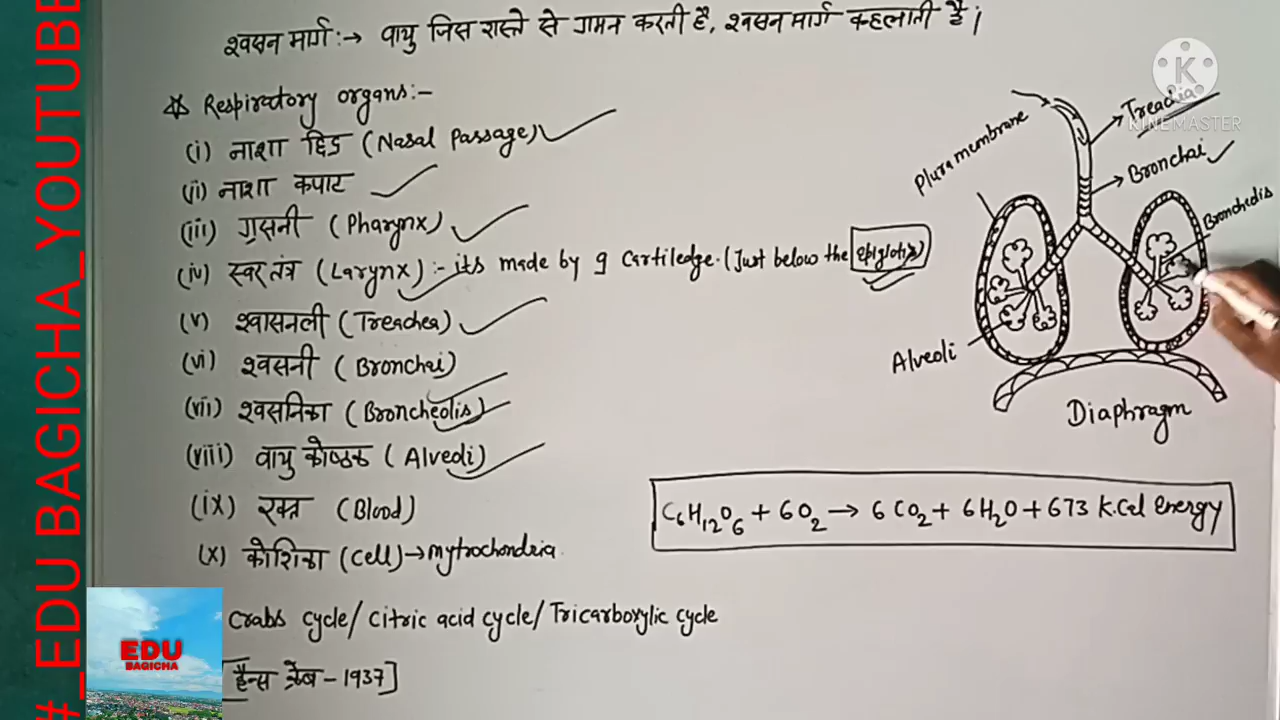 श्वसन मार्ग:→ वायु जिस रास्ते से गमन करती है, श्वसन मार्ग कहलाती है।
Respiratory organs:-
(i) नाशा छिद्र (Nasal Passage)
(ii) नाशा कपाट
(iii) ग्रसनी (Pharynx)
(iv) स्वर तंत्र (Larynx):- its made by 9 Cartiledge. (Just below the epiglotis)
(v) श्वासनली (Treachea)
(vi) श्वसनी (Bronchai)
(vii) श्वसनिका (Broncheolis)
(viii) वायु कोष्ठक (Alveoli)
(ix) रक्त (Blood)
(x) कोशिका (Cell)→mytrochondria
Crabs cycle/Citric acid cycle/Tricarboxylic cycle
[हैन्स क्रेब - 1937]
Plura membrane
Treachia
Bronchai
Bronchedis
Alveoli
Diaphragm
C6H12O6 + 6O2 → 6CO2 + 6H2O + 673 K.Cal Energy
K
KINEMASTER
#_EDU BAGICHA_YOUTUBE
EDU
BAGICHA